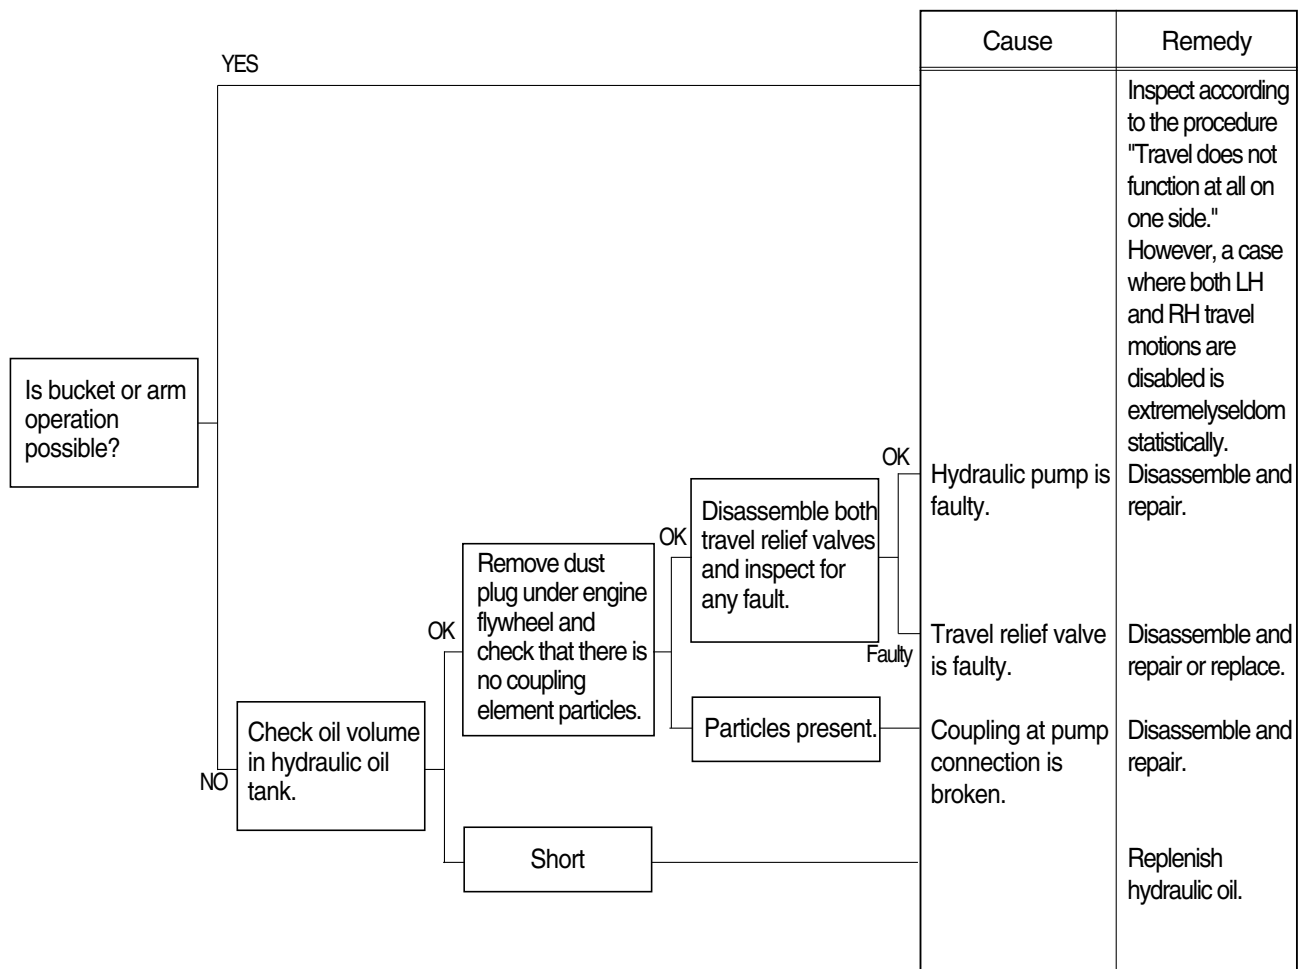 Cause
Remedy
YES
Inspect according
to the procedure
"Travel does not
function at all on
one side."
However, a case
where both LH
and RH travel
motions are
disabled is
extremelyseldom
statistically.
Is bucket or arm
operation
possible?
OK
Hydraulic pump is
faulty.
Disassemble and
repair.
Disassemble both
travel relief valves
and inspect for
any fault.
OK
Remove dust
plug under engine
flywheel and
check that there is
no coupling
element particles.
OK
Faulty
Travel relief valve
is faulty.
Disassemble and
repair or replace.
Particles present.
Coupling at pump
connection is
broken.
Disassemble and
repair.
Check oil volume
in hydraulic oil
tank.
NO
Short
Replenish
hydraulic oil.